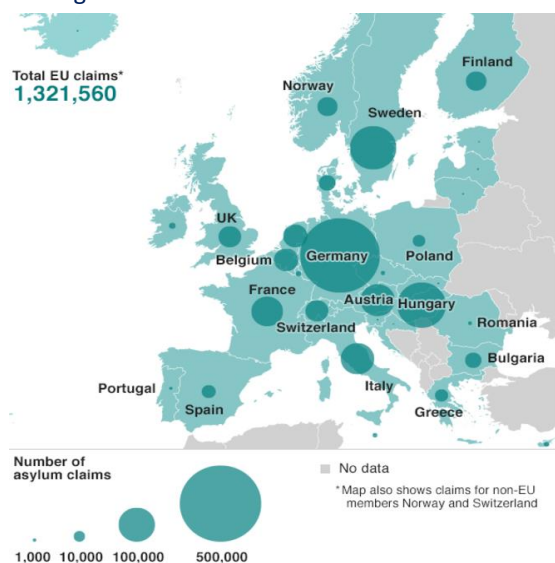 Total EU claims*
1,321,560
Norway
Finland
Sweden
UK
Belgium
Germany
Poland
France
Austria
Hungary
Switzerland
Romania
Bulgaria
Italy
Portugal
Spain
Greece
Number of
asylum claims
1,000
10,000
100,000
500,000
No data
*Map also shows claims for non-EU
members Norway and Switzerland